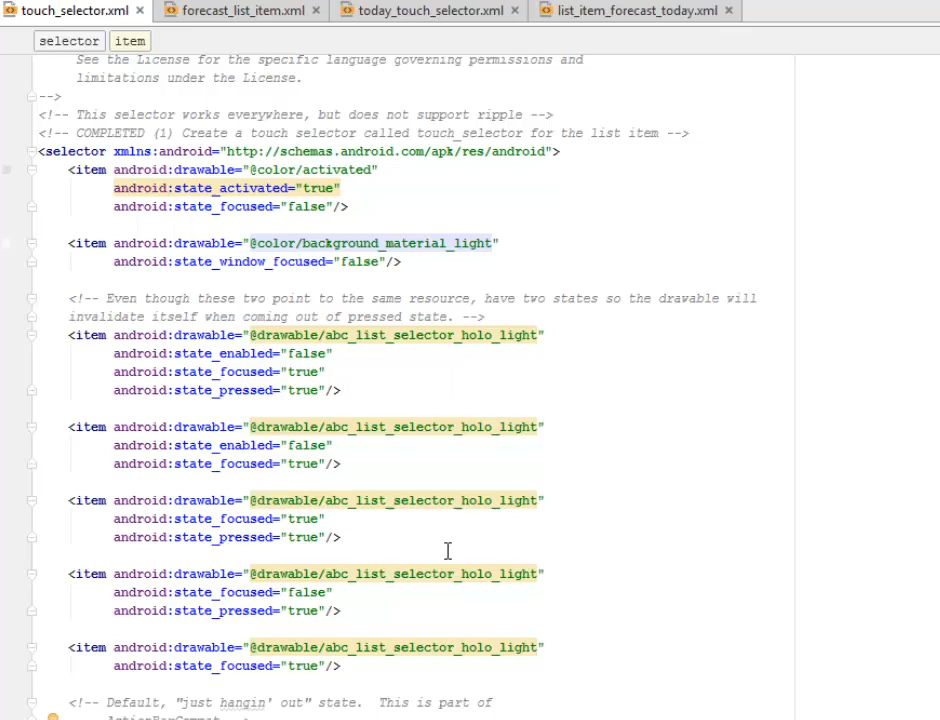 touch_selector.xml × forecast_list_item.xml × today_touch_selector.xml × list_item_forecast_today.xml ×
selector item
See the License for the specific language governing permissions and
limitations under the License.
-->
<!-- This selector works everywhere, but does not support ripple -->
<!-- COMPLETED (1) Create a touch selector called touch_selector for the list item -->
<selector xmlns:android="http://schemas.android.com/apk/res/android">
<item android:drawable="@color/activated"
android:state_activated="true"
android:state_focused="false"/>
<item android:drawable="@color/background_material_light"
android:state_window_focused="false"/>
<!-- Even though these two point to the same resource, have two states so the drawable will
invalidate itself when coming out of pressed state. -->
<item android:drawable="@drawable/abc_list_selector_holo_light"
android:state_enabled="false"
android:state_focused="true"
android:state_pressed="true"/>
<item android:drawable="@drawable/abc_list_selector_holo_light"
android:state_enabled="false"
android:state_focused="true"/>
<item android:drawable="@drawable/abc_list_selector_holo_light"
android:state_focused="true"
android:state_pressed="true"/>
<item android:drawable="@drawable/abc_list_selector_holo_light"
android:state_focused="false"
android:state_pressed="true"/>
<item android:drawable="@drawable/abc_list_selector_holo_light"
android:state_focused="true"/>
<!-- Default, "just hangin' out" state.  This is part of
ActionBarCompat. -->